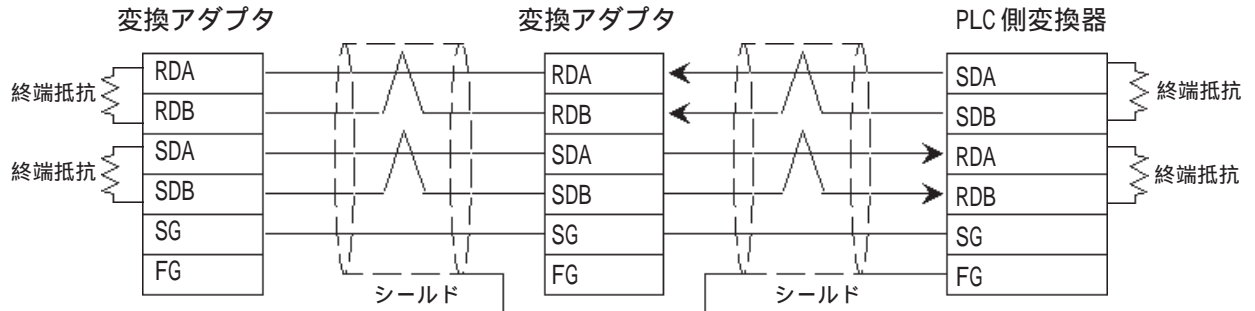 変換アダプタ
変換アダプタ
PLC側変換器
終端抵抗
終端抵抗
RDA
RDB
SDA
SDB
SG
FG
シールド
RDA
RDB
SDA
SDB
SG
FG
シールド
SDA
SDB
RDA
RDB
SG
FG
終端抵抗
終端抵抗